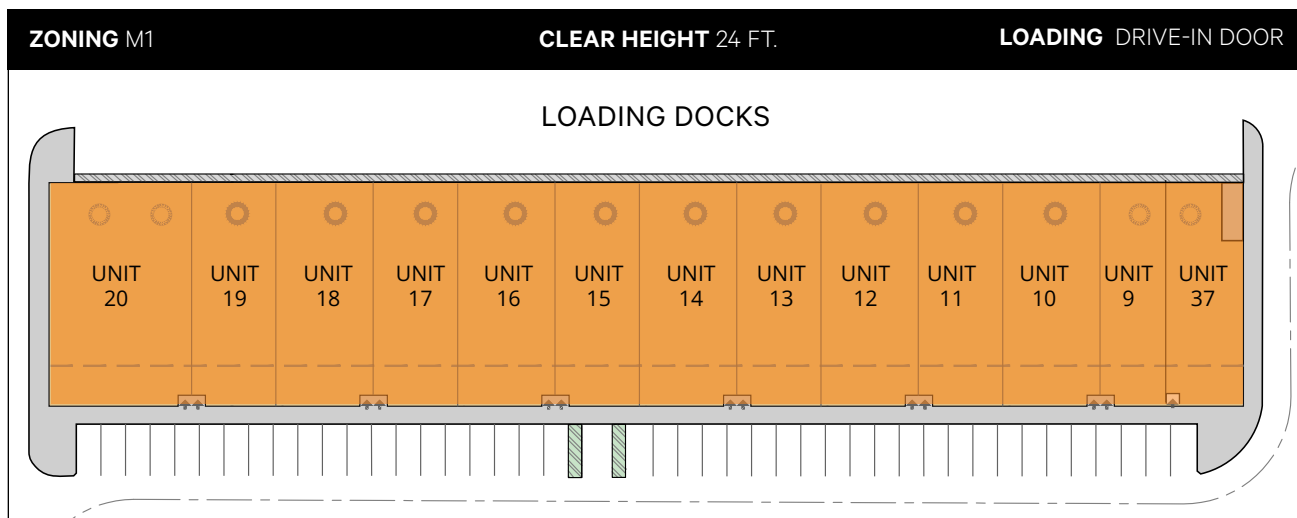 ZONING M1 CLEAR HEIGHT 24 FT. LOADING DRIVE-IN DOOR
LOADING DOCKS
UNIT UNIT UNIT UNIT UNIT UNIT UNIT UNIT UNIT UNIT UNIT UNIT UNIT
20 19 18 17 16 15 14 13 12 11 10 9 37